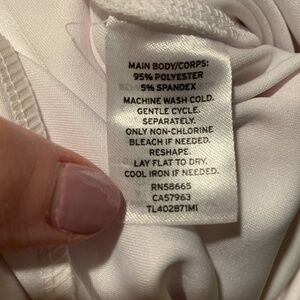 MAIN BODY/CORPS:
95% POLYESTER
5% SPANDEX
MACHINE WASH COLD.
GENTLE CYCLE.
SEPARATELY.
ONLY NON-CHLORINE
BLEACH IF NEEDED.
RESHAPE.
LAY FLAT TO DRY.
COOL IRON IF NEEDED.
RN58665
CA57963
TL402B71M1